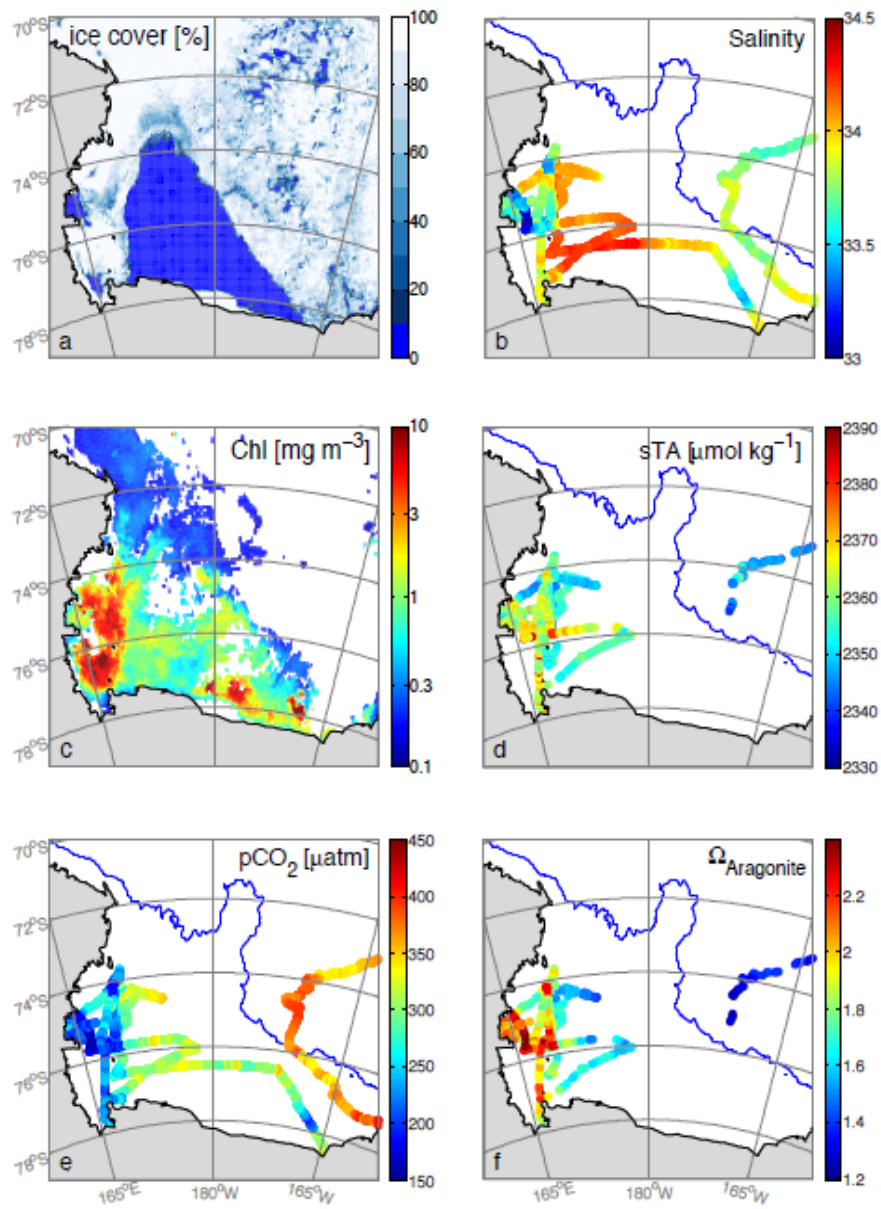 70°S
72°S
74°S
76°S
78°S
ice cover [%]
a
100
80
60
40
20
0
Salinity
b
34.5
34
33.5
33
70°S
72°S
74°S
76°S
78°S
Chl [mg m⁻³]
c
10
3
1
0.3
0.1
sTA [μmol kg⁻¹]
d
2390
2380
2370
2360
2350
2340
2330
70°S
72°S
74°S
76°S
78°S
pCO₂ [μatm]
e
450
400
350
300
250
200
150
165°E
180°W
165°W
Ω Aragonite
f
2.2
2
1.8
1.6
1.4
1.2
165°E
180°W
165°W